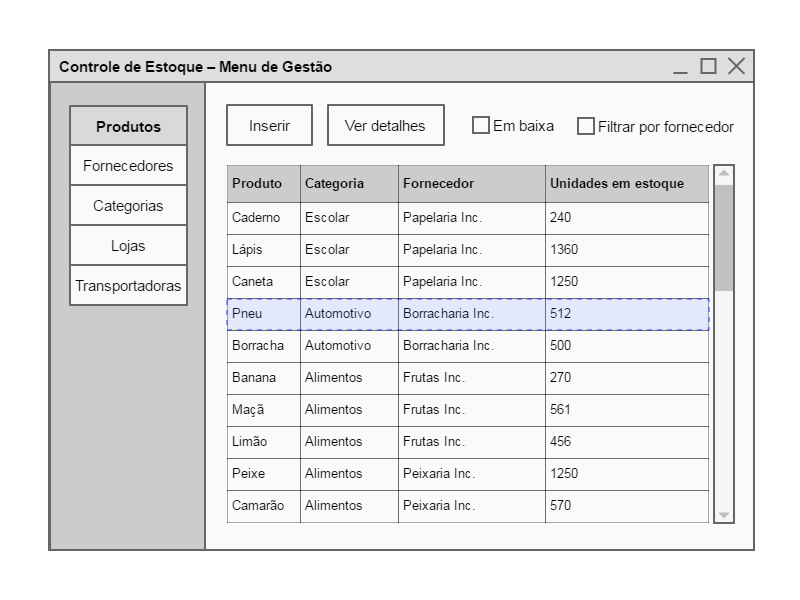 Controle de Estoque – Menu de Gestão
Produtos
Fornecedores
Categorias
Lojas
Transportadoras
Inserir Ver detalhes Em baixa Filtrar por fornecedor
Produto Categoria Fornecedor Unidades em estoque
Caderno Escolar Papelaria Inc. 240
Lápis Escolar Papelaria Inc. 1360
Caneta Escolar Papelaria Inc. 1250
Pneu Automotivo Borracharia Inc. 512
Borracha Automotivo Borracharia Inc. 500
Banana Alimentos Frutas Inc. 270
Maçã Alimentos Frutas Inc. 561
Limão Alimentos Frutas Inc. 456
Peixe Alimentos Peixaria Inc. 1250
Camarão Alimentos Peixaria Inc. 570